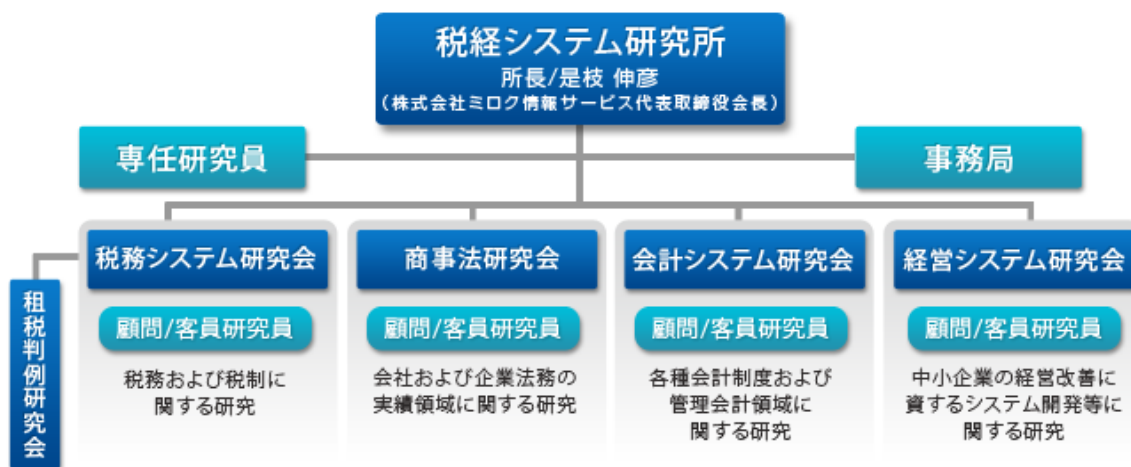 税経システム研究所
所長/是枝 伸彦
（株式会社ミロク情報サービス代表取締役会長）
専任研究員
事務局
税務システム研究会
商事法研究会
会計システム研究会
経営システム研究会
租税判例研究会
顧問/客員研究員
顧問/客員研究員
顧問/客員研究員
顧問/客員研究員
税務および税制に
関する研究
会社および企業法務の
実績領域に関する研究
各種会計制度および
管理会計領域に
関する研究
中小企業の経営改善に
資するシステム開発等に
関する研究